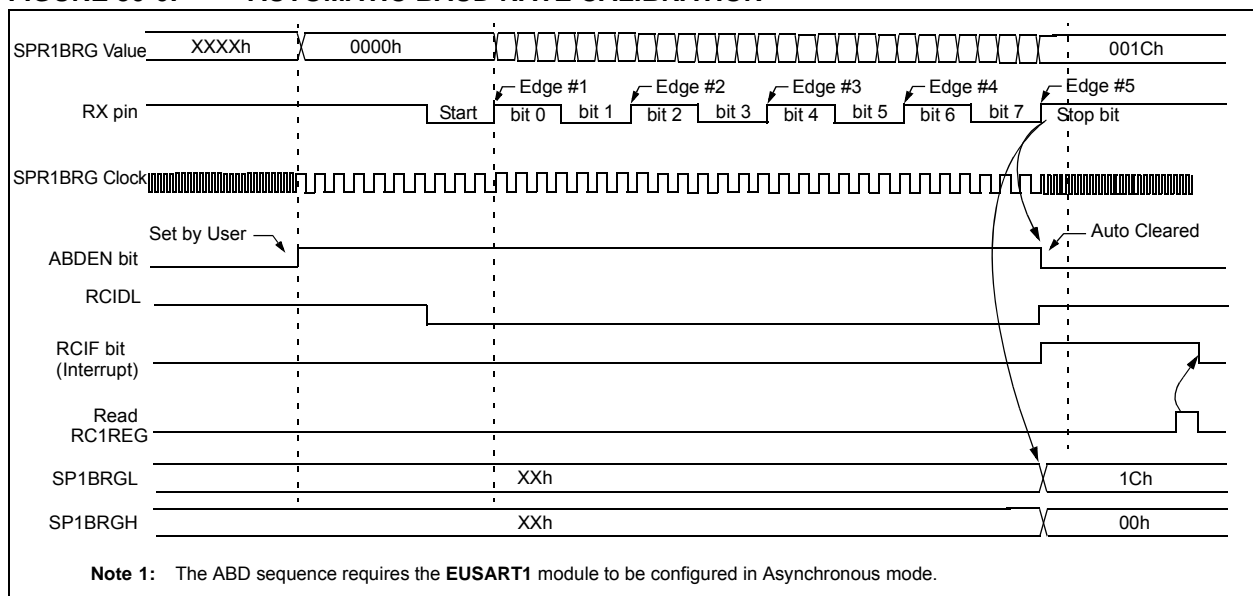 SPR1BRG Value XXXXh 0000h 001Ch
Edge #1 Edge #2 Edge #3 Edge #4 Edge #5
RX pin Start bit 0 bit 1 bit 2 bit 3 bit 4 bit 5 bit 6 bit 7 Stop bit
SPR1BRG Clock
Set by User Auto Cleared
ABDEN bit
RCIDL
RCIF bit
(Interrupt)
Read
RC1REG
SP1BRGL XXh 1Ch
SP1BRGH XXh 00h
Note 1: The ABD sequence requires the EUSART1 module to be configured in Asynchronous mode.